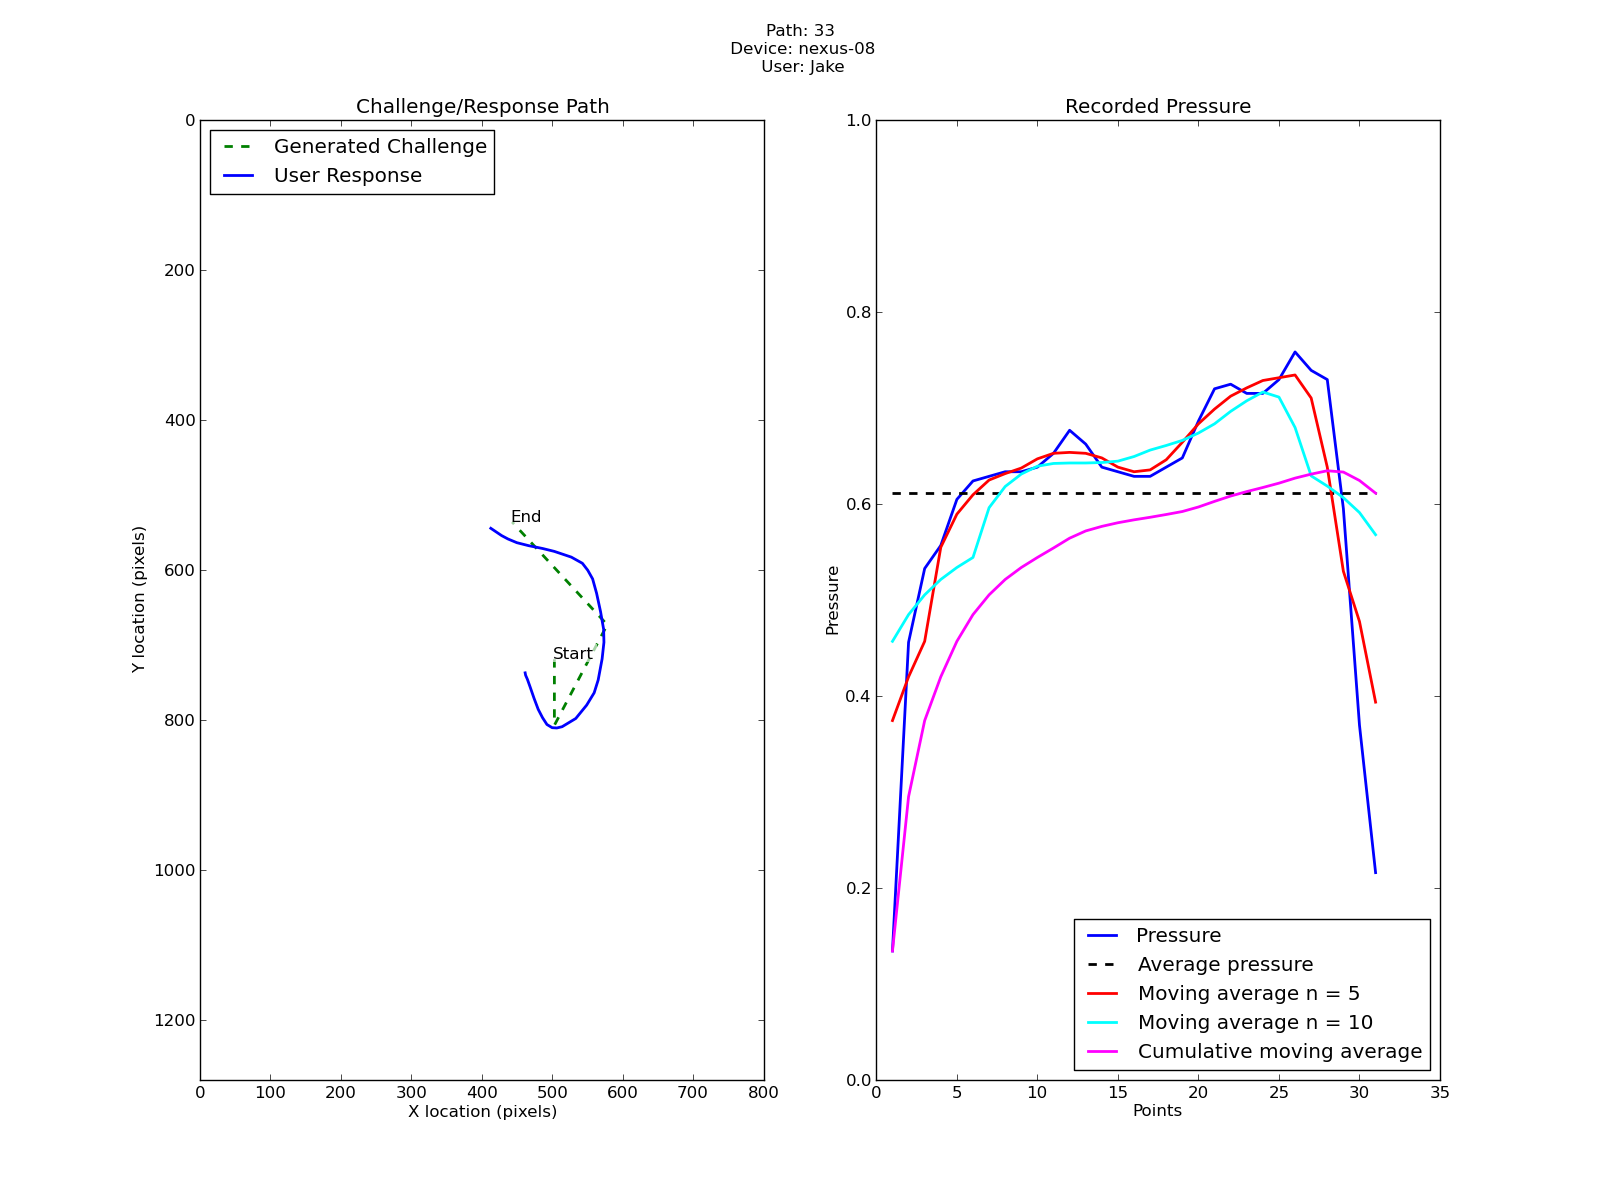 Path: 33
Device: nexus-08
User: Jake
Challenge/Response Path
0
200
400
600
800
1000
1200
Y location (pixels)
Generated Challenge
User Response
End
Start
0 100 200 300 400 500 600 700 800
X location (pixels)
Recorded Pressure
1.0
0.8
0.6
0.4
0.2
0.0
Pressure
Pressure
Average pressure
Moving average n = 5
Moving average n = 10
Cumulative moving average
0 5 10 15 20 25 30 35
Points